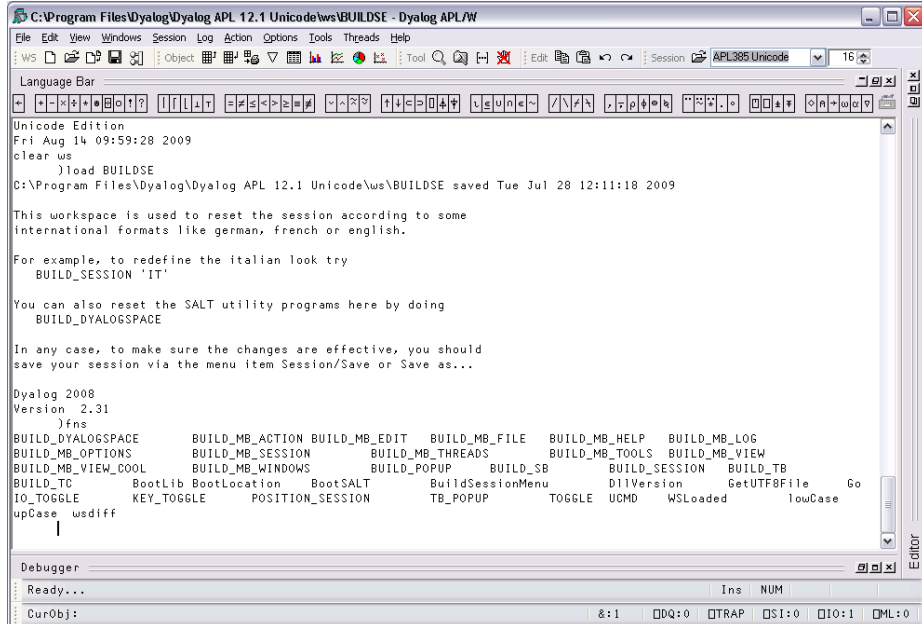 C:\Program Files\Dyalog\Dyalog APL 12.1 Unicode\ws\BUILDSE - Dyalog APL/W
File Edit View Windows Session Log Action Options Tools Threads Help
WS Object Tool Edit Session APL385 Unicode 16
Language Bar
← + - × ÷ * ⍟ ⌹ ○ ! ? | ⌈ ⌊ ⊥ ⊤ ⊣ ⊢ = ≠ ≤ < > ≥ ≡ ≢ ∨ ∧ ⍲ ⍱ ↑ ↓ ⊂ ⊃ ⌷ ⍋ ⍒ ⍳ ⍷ ∪ ∩ ∊ ~ / \ ⌿ ⍀ , ⍪ ⍴ ⌽ ⊖ ⍉ ¨ ⍨ ⍣ . ∘ ⍞ ⎕ ⍎ ⍕ ⋄ ⍝ → ⍵ ⍺ ∇
Unicode Edition
Fri Aug 14 09:59:28 2009
clear ws
)load BUILDSE
C:\Program Files\Dyalog\Dyalog APL 12.1 Unicode\ws\BUILDSE saved Tue Jul 28 12:11:18 2009
This workspace is used to reset the session according to some
international formats like german, french or english.
For example, to redefine the italian look try
BUILD_SESSION 'IT'
You can also reset the SALT utility programs here by doing
BUILD_DYALOGSPACE
In any case, to make sure the changes are effective, you should
save your session via the menu item Session/Save or Save as...
Dyalog 2008
Version 2.31
)fns
BUILD_DYALOGSPACE BUILD_MB_ACTION BUILD_MB_EDIT BUILD_MB_FILE BUILD_MB_HELP BUILD_MB_LOG
BUILD_MB_OPTIONS BUILD_MB_SESSION BUILD_MB_THREADS BUILD_MB_TOOLS BUILD_MB_VIEW
BUILD_MB_VIEW_COOL BUILD_MB_WINDOWS BUILD_POPUP BUILD_SB BUILD_SESSION BUILD_TB
BUILD_TC BootLib BootLocation BootSALT BuildSessionMenu DllVersion GetUTF8File Go
IO_TOGGLE KEY_TOGGLE POSITION_SESSION TB_POPUP TOGGLE UCMD WSLoaded lowCase
upCase wsdiff
Editor
Debugger
Ready... Ins NUM
CurObj: &:1 ⎕DQ:0 ⎕TRAP ⎕SI:0 ⎕IO:1 ⎕ML:0